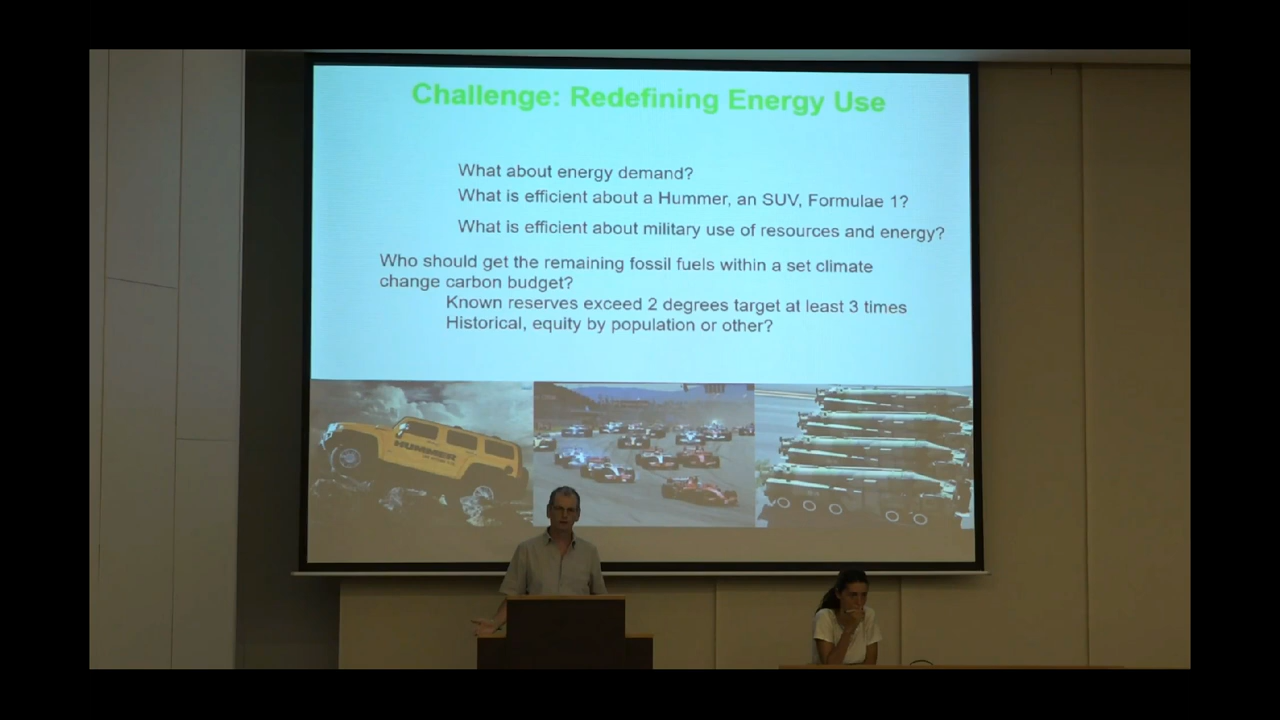 Challenge: Redefining Energy Use
What about energy demand?
What is efficient about a Hummer, an SUV, Formulae 1?
What is efficient about military use of resources and energy?
Who should get the remaining fossil fuels within a set climate
change carbon budget?
Known reserves exceed 2 degrees target at least 3 times
Historical, equity by population or other?
HUMMER